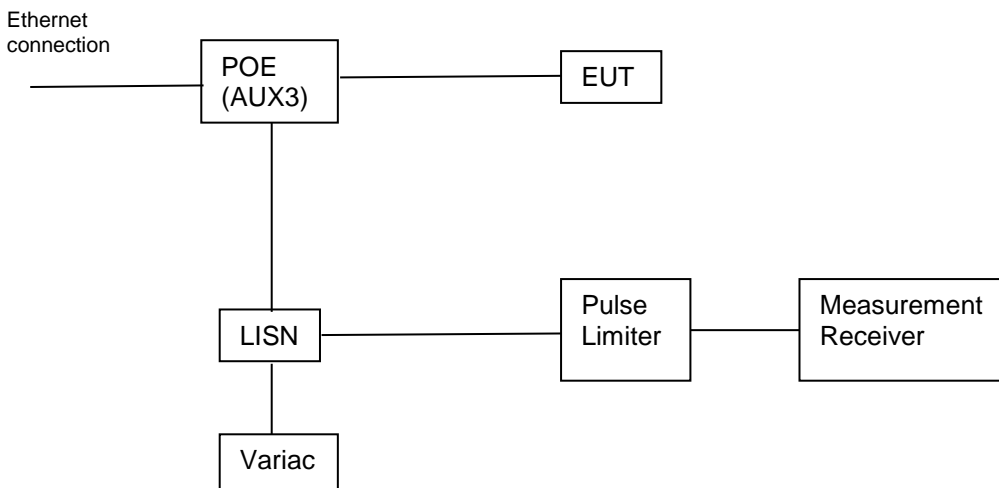 Ethernet
connection
POE
(AUX3)
EUT
LISN
Pulse
Limiter
Measurement
Receiver
Variac